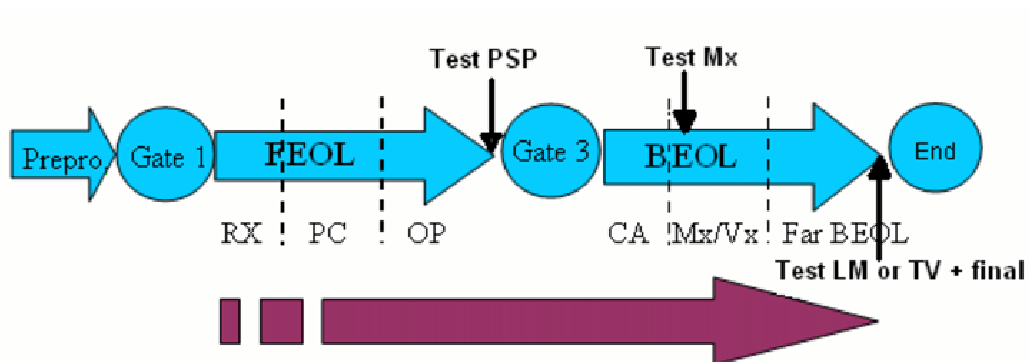 Test PSP
Test Mx
Prepro
Gate 1
FEOL
Gate 3
BEOL
End
RX
PC
OP
CA
Mx/Vx
Far BEOL
Test LM or TV + final